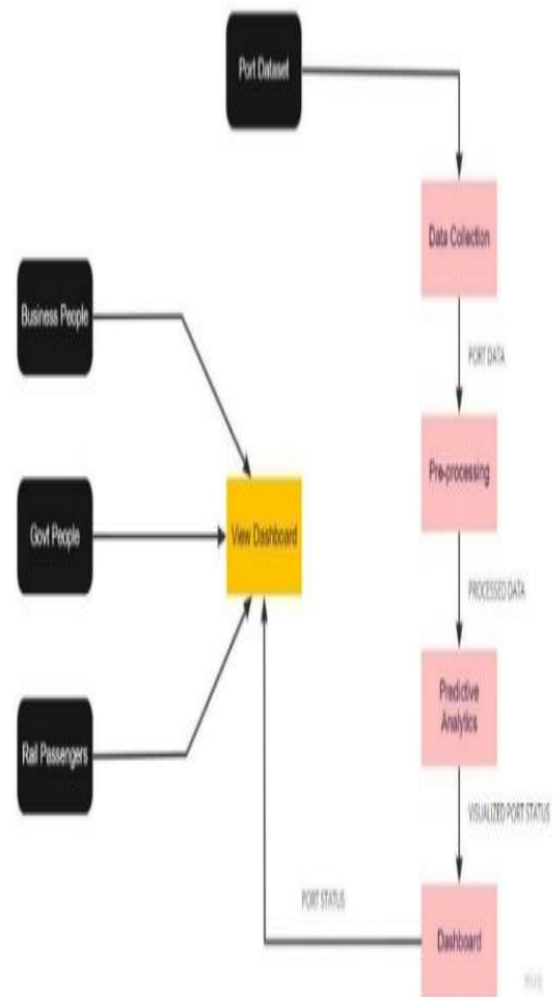 Port Dataset
Data Collection
Business People
PORT DATA
Pre-processing
Govt People
View Dashboard
PROCESSED DATA
Predictive
Analytics
Rail Passengers
VISUALIZED PORT STATUS
PORT STATUS
Dashboard
miro